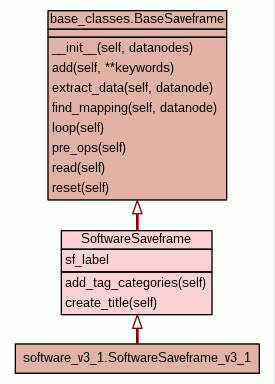 base_classes.BaseSaveframe
__init__(self, datanodes)
add(self, **keywords)
extract_data(self, datanode)
find_mapping(self, datanode)
loop(self)
pre_ops(self)
read(self)
reset(self)
SoftwareSaveframe
sf_label
add_tag_categories(self)
create_title(self)
software_v3_1.SoftwareSaveframe_v3_1